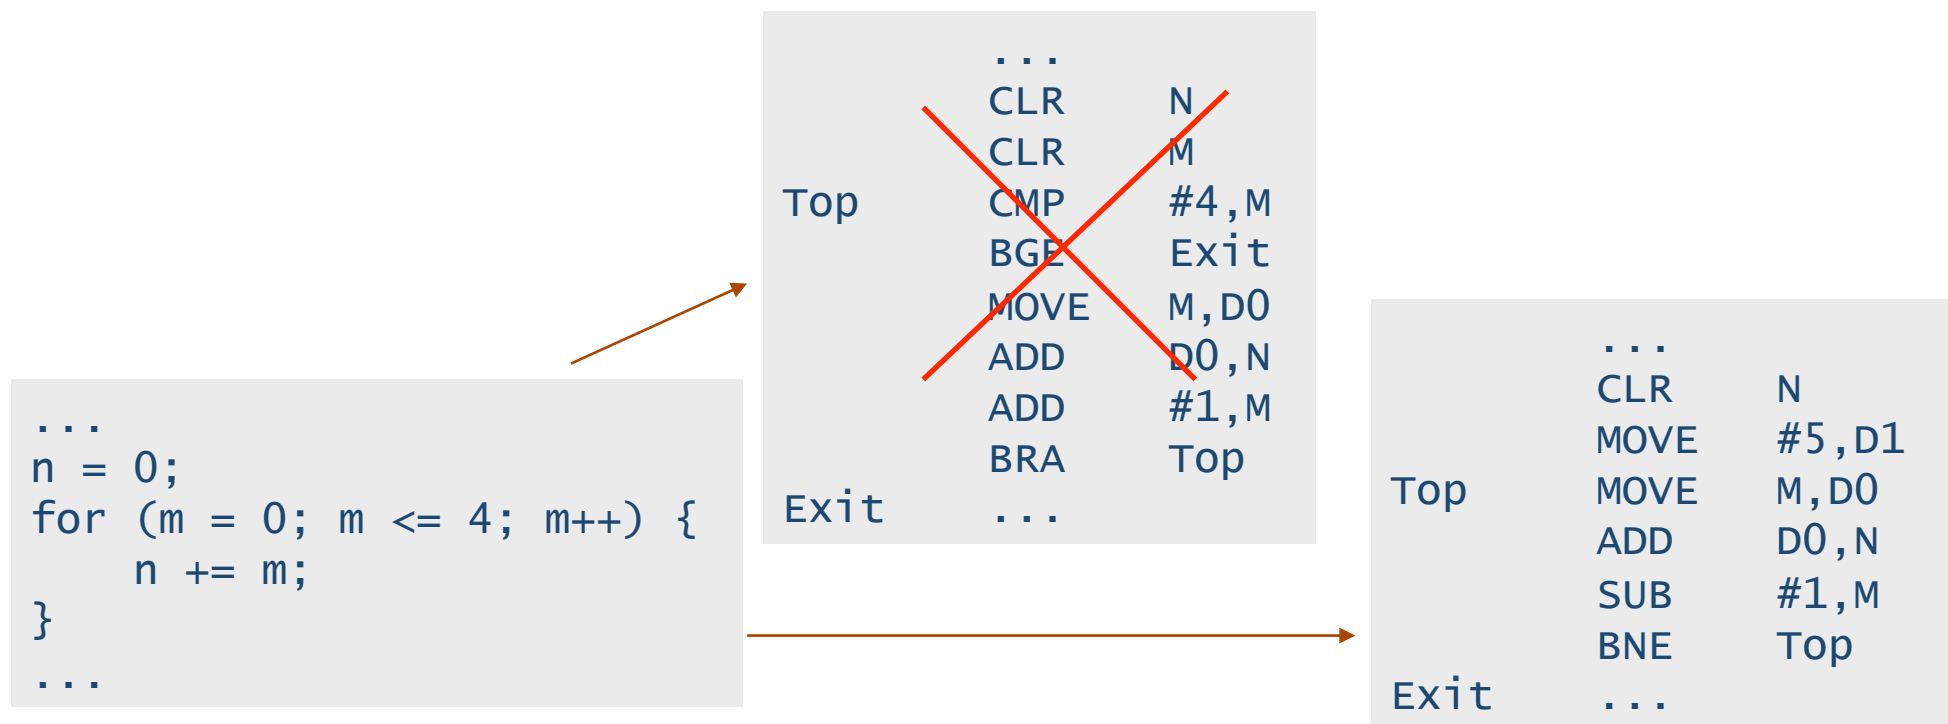 ...
n = 0;
for (m = 0; m <= 4; m++) {
    n += m;
}
...
...
CLR N
CLR M
Top CMP #4,M
BGE Exit
MOVE M,D0
ADD D0,N
ADD #1,M
BRA Top
Exit ...
...
CLR N
MOVE #5,D1
Top MOVE M,D0
ADD D0,N
SUB #1,M
BNE Top
Exit ...